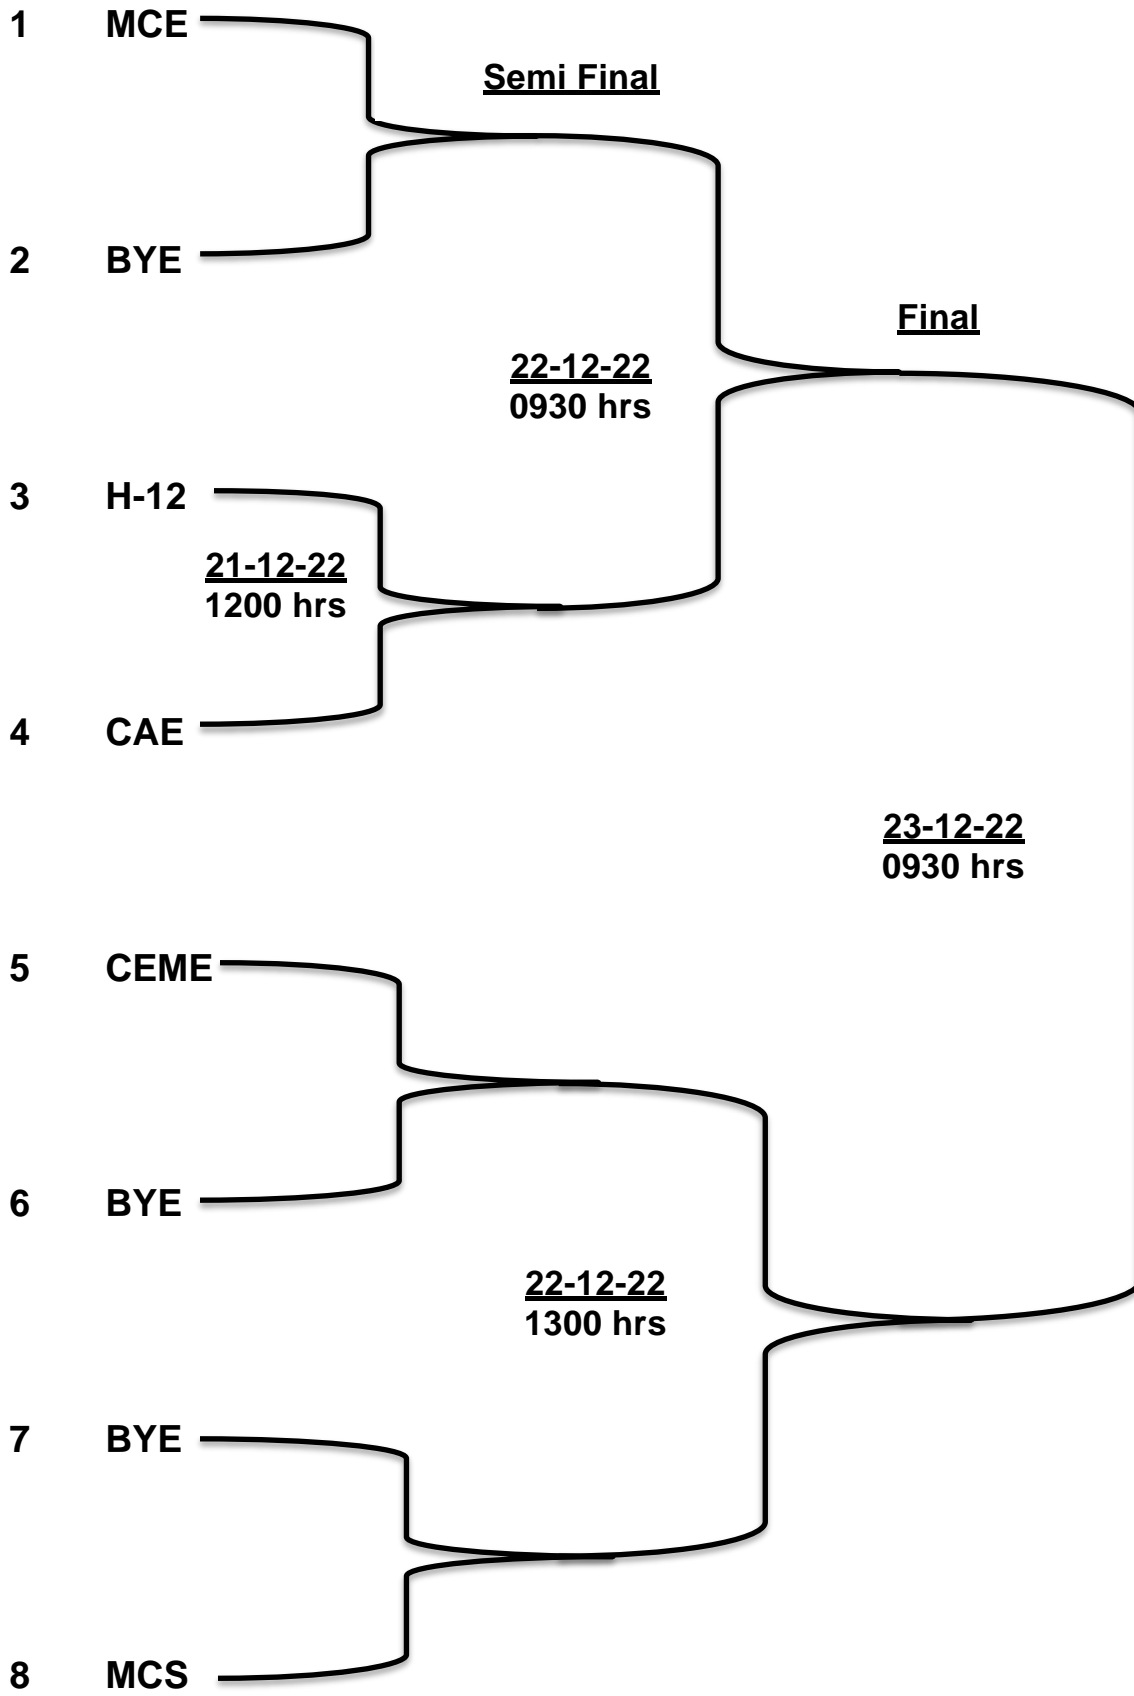 1 MCE
Semi Final
2 BYE
Final
22-12-22
0930 hrs
3 H-12
21-12-22
1200 hrs
4 CAE
23-12-22
0930 hrs
5 CEME
6 BYE
22-12-22
1300 hrs
7 BYE
8 MCS